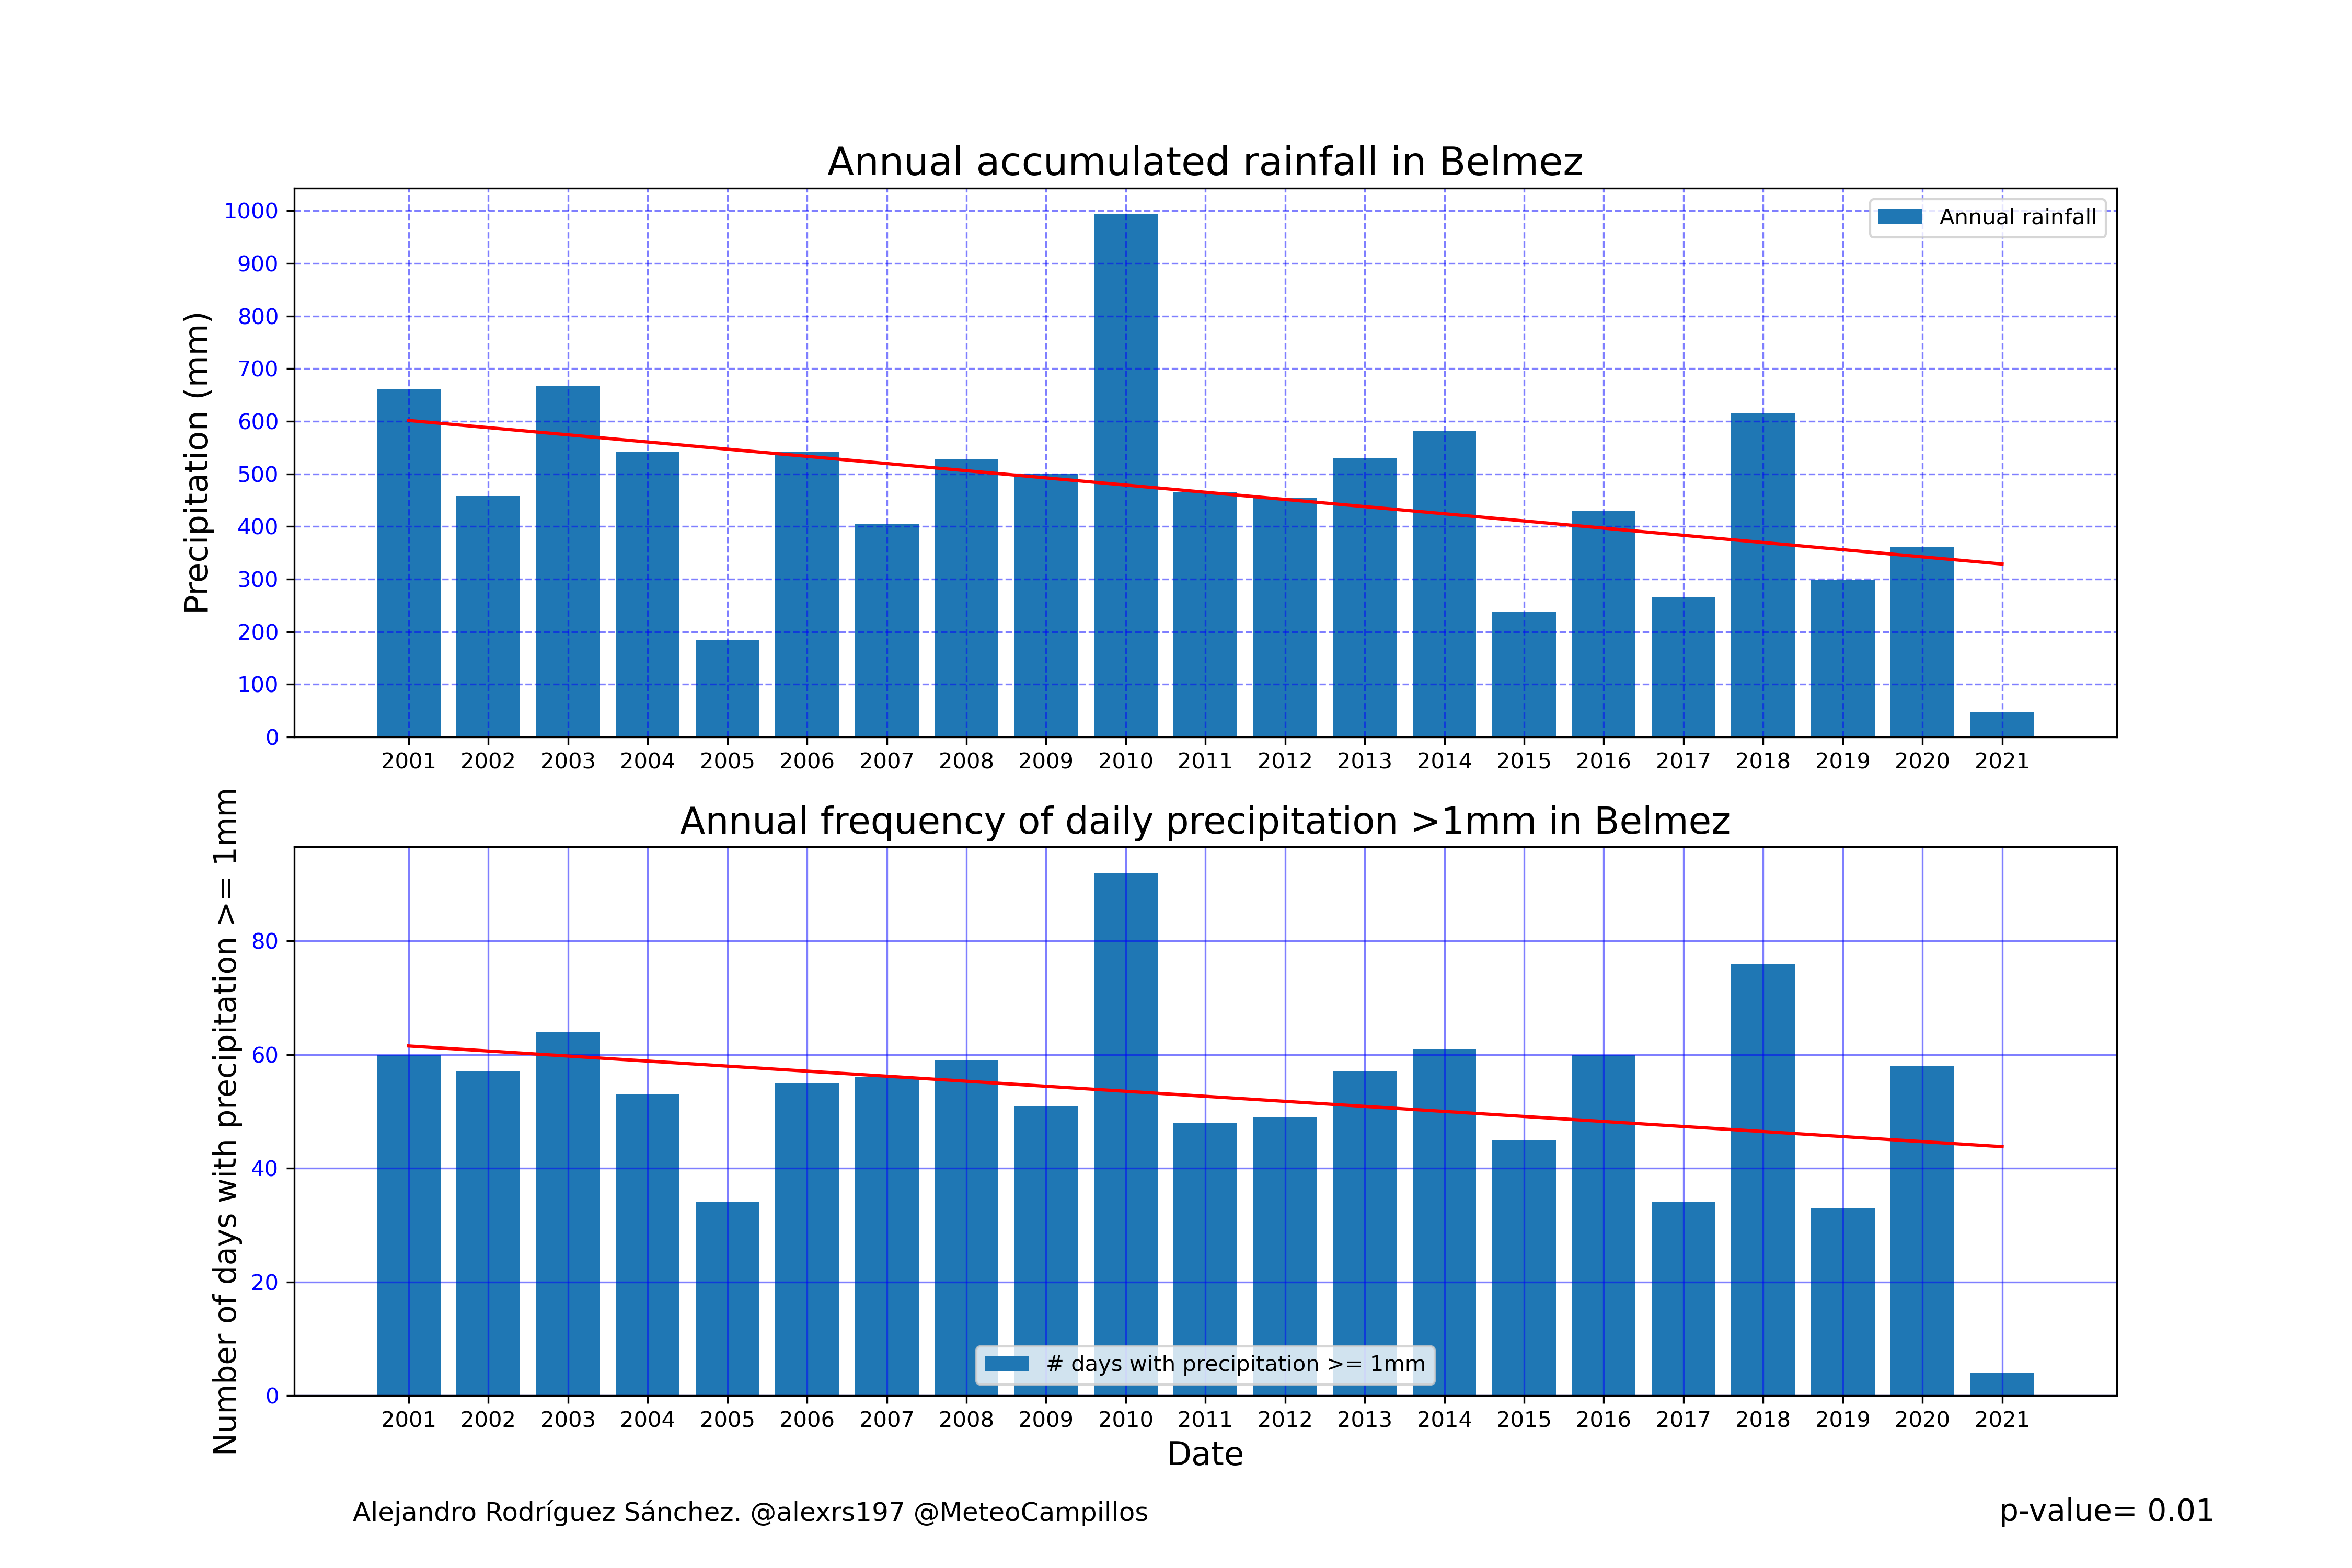 Annual accumulated rainfall in Belmez
Precipitation (mm)
1000
900
800
700
600
500
400
300
200
100
0
Annual rainfall
2001 2002 2003 2004 2005 2006 2007 2008 2009 2010 2011 2012 2013 2014 2015 2016 2017 2018 2019 2020 2021
Annual frequency of daily precipitation >1mm in Belmez
Number of days with precipitation >= 1mm
80
60
40
20
0
# days with precipitation >= 1mm
2001 2002 2003 2004 2005 2006 2007 2008 2009 2010 2011 2012 2013 2014 2015 2016 2017 2018 2019 2020 2021
Date
Alejandro Rodríguez Sánchez. @alexrs197 @MeteoCampillos
p-value= 0.01